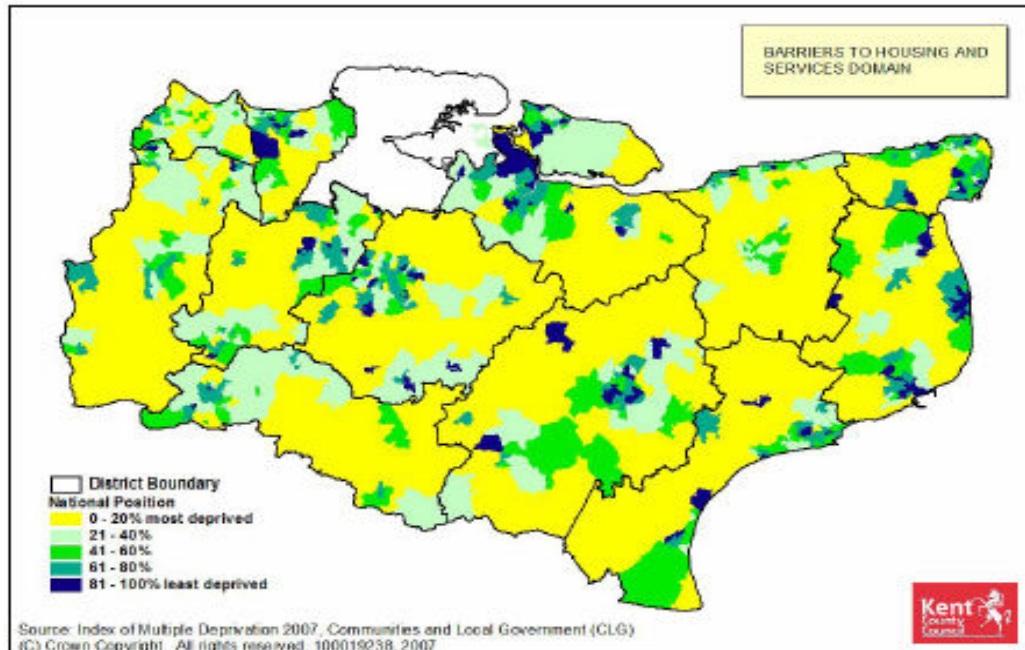 BARRIERS TO HOUSING AND
SERVICES DOMAIN
District Boundary
National Position
0 - 20% most deprived
21 - 40%
41 - 60%
61 - 80%
81 - 100% least deprived
Kent
County
Council
Source: Index of Multiple Deprivation 2007, Communities and Local Government (CLG)
(C) Crown Copyright. All rights reserved. 100019238, 2007